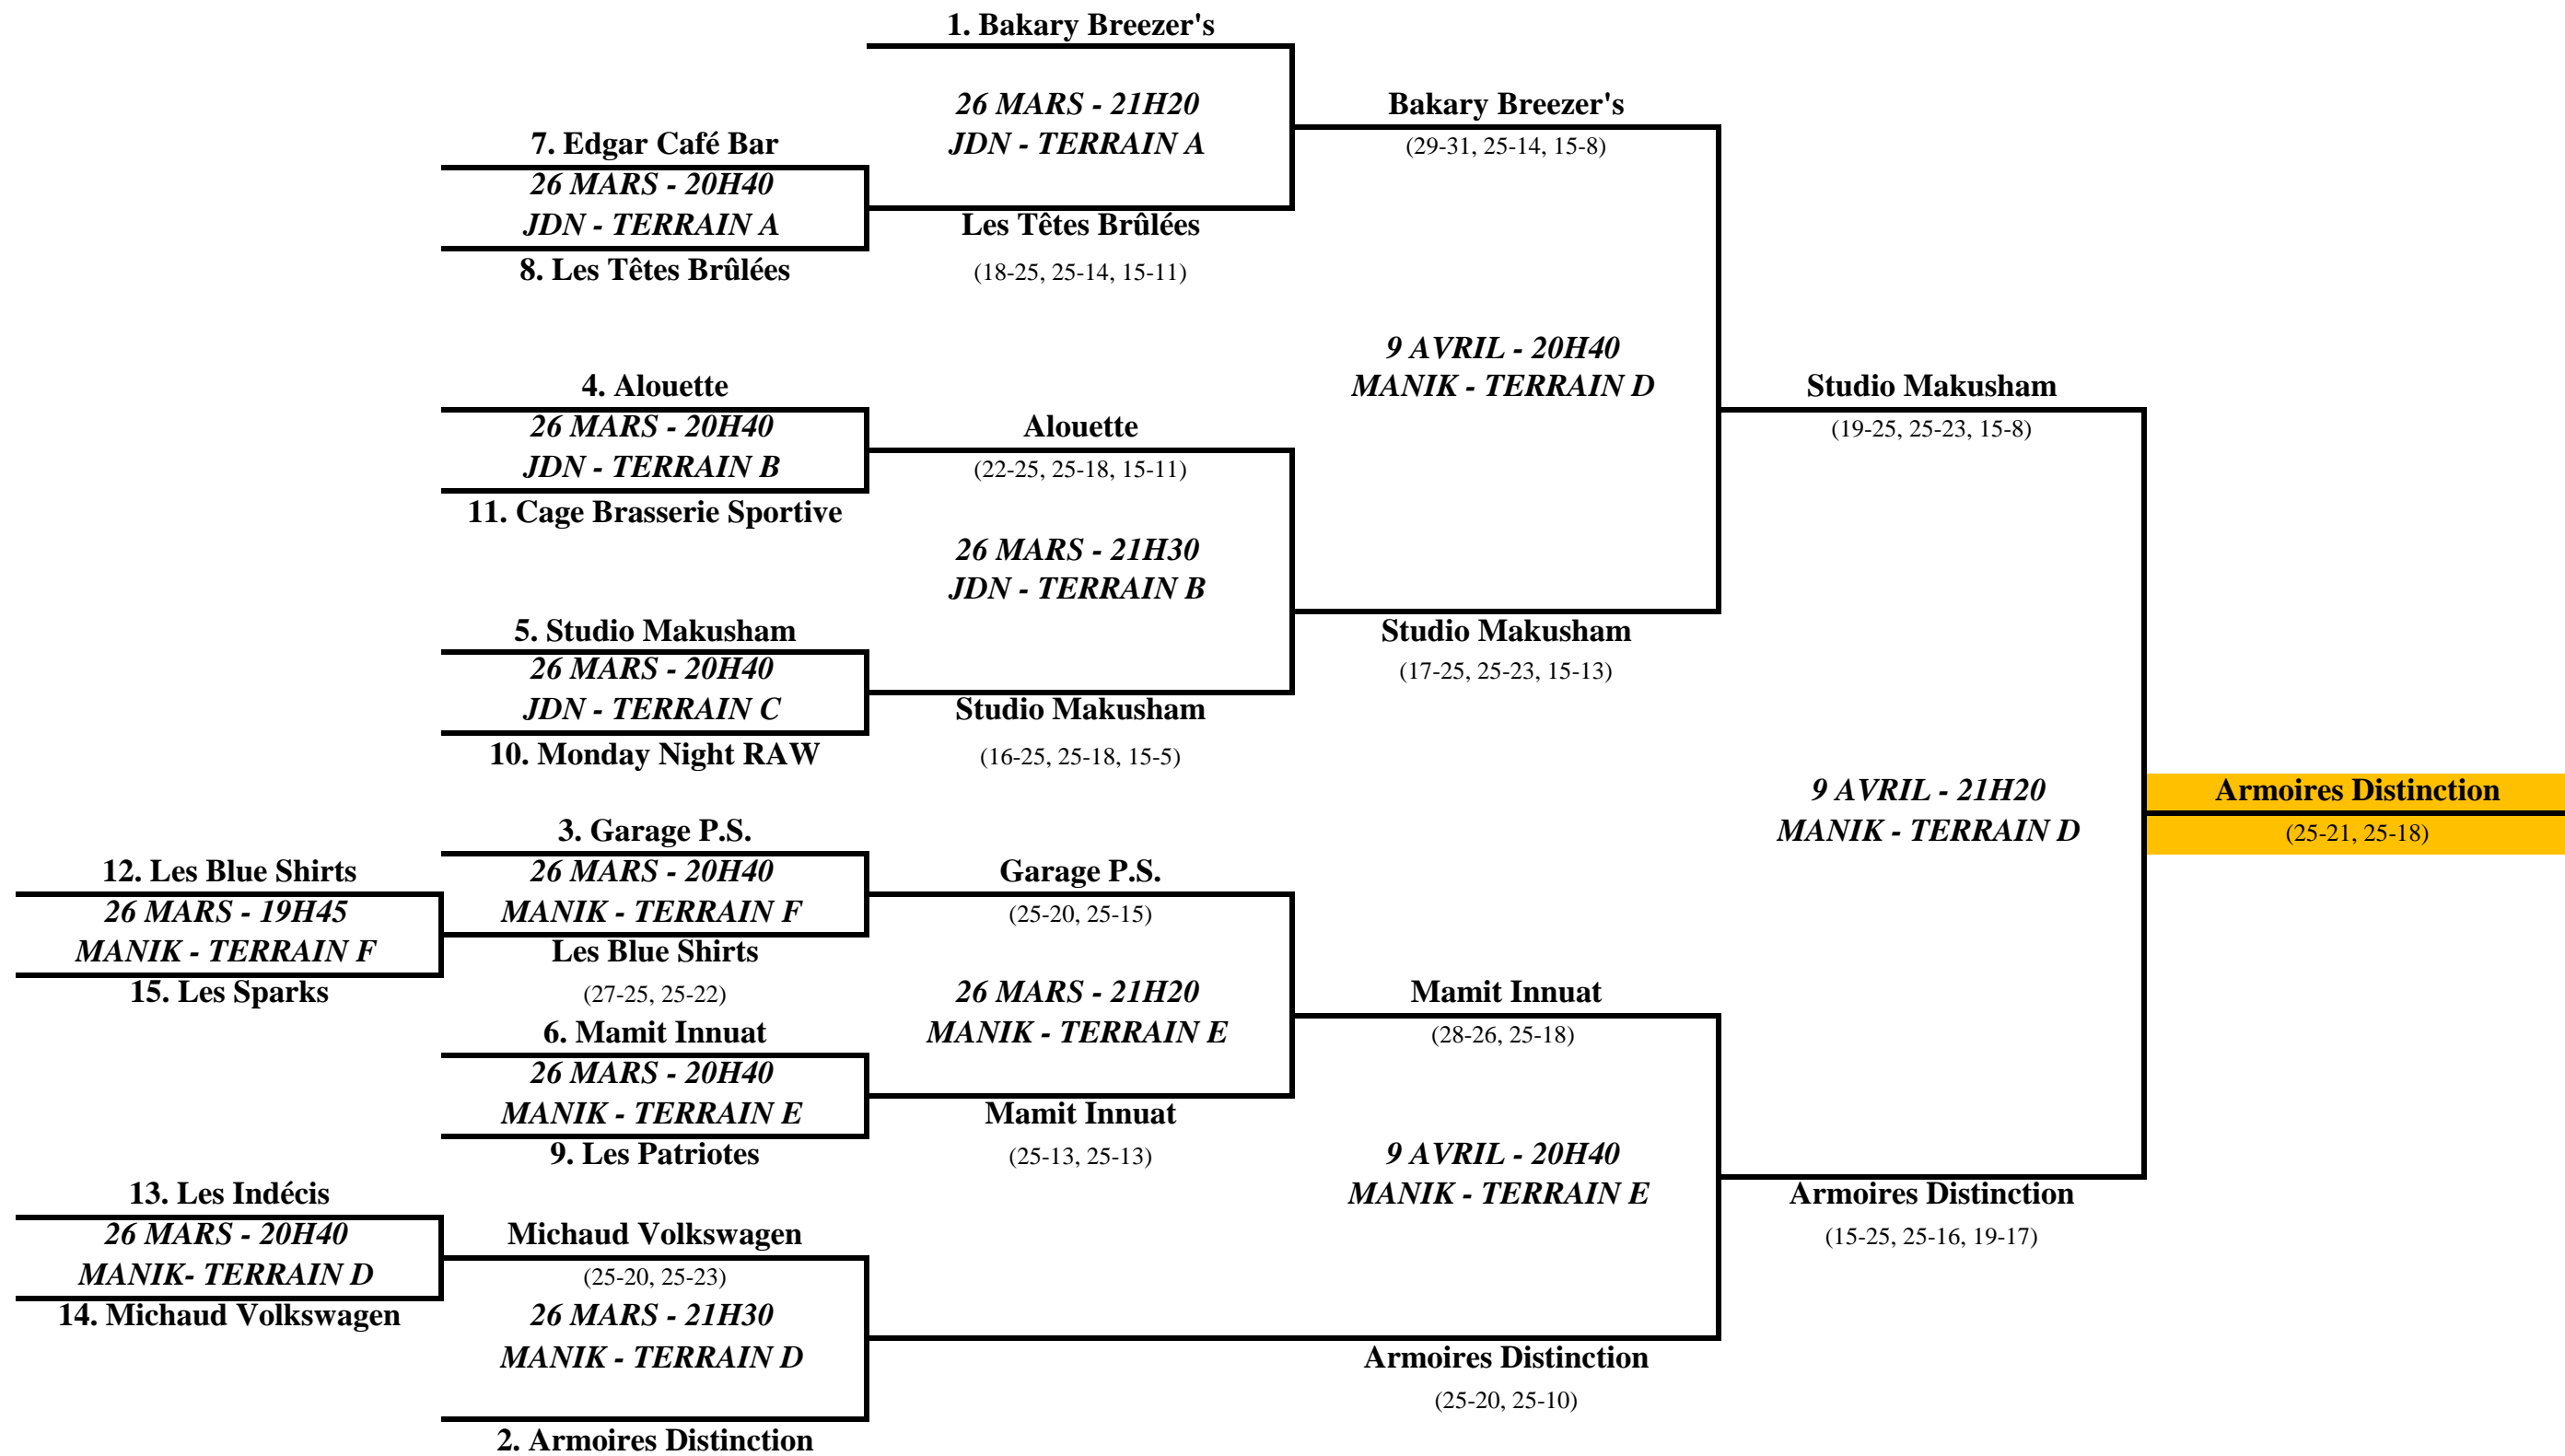 1. Bakary Breezer's
26 MARS - 21H20
JDN - TERRAIN A
Bakary Breezer's
(29-31, 25-14, 15-8)
7. Edgar Café Bar
26 MARS - 20H40
JDN - TERRAIN A
8. Les Têtes Brûlées
Les Têtes Brûlées
(18-25, 25-14, 15-11)
9 AVRIL - 20H40
MANIK - TERRAIN D
4. Alouette
26 MARS - 20H40
JDN - TERRAIN B
11. Cage Brasserie Sportive
Alouette
(22-25, 25-18, 15-11)
Studio Makusham
(19-25, 25-23, 15-8)
26 MARS - 21H30
JDN - TERRAIN B
5. Studio Makusham
26 MARS - 20H40
JDN - TERRAIN C
10. Monday Night RAW
Studio Makusham
(16-25, 25-18, 15-5)
Studio Makusham
(17-25, 25-23, 15-13)
9 AVRIL - 21H20
MANIK - TERRAIN D
Armoires Distinction
(25-21, 25-18)
12. Les Blue Shirts
26 MARS - 19H45
MANIK - TERRAIN F
15. Les Sparks
3. Garage P.S.
26 MARS - 20H40
MANIK - TERRAIN F
Les Blue Shirts
(27-25, 25-22)
Garage P.S.
(25-20, 25-15)
26 MARS - 21H20
MANIK - TERRAIN E
Mamit Innuat
(28-26, 25-18)
6. Mamit Innuat
26 MARS - 20H40
MANIK - TERRAIN E
9. Les Patriotes
Mamit Innuat
(25-13, 25-13)
9 AVRIL - 20H40
MANIK - TERRAIN E
Armoires Distinction
(15-25, 25-16, 19-17)
13. Les Indécis
26 MARS - 20H40
MANIK- TERRAIN D
14. Michaud Volkswagen
Michaud Volkswagen
(25-20, 25-23)
26 MARS - 21H30
MANIK - TERRAIN D
2. Armoires Distinction
Armoires Distinction
(25-20, 25-10)